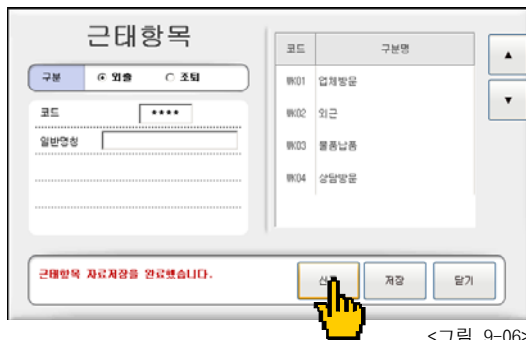 근태항목
구분 외출 조퇴
코드 ****
일반명칭
코드 구분명
WK01 업체방문
WK02 외근
WK03 물품납품
WK04 상담방문
▲
▼
근태항목 자료저장을 완료했습니다.
저장 닫기
<그림 9-06>